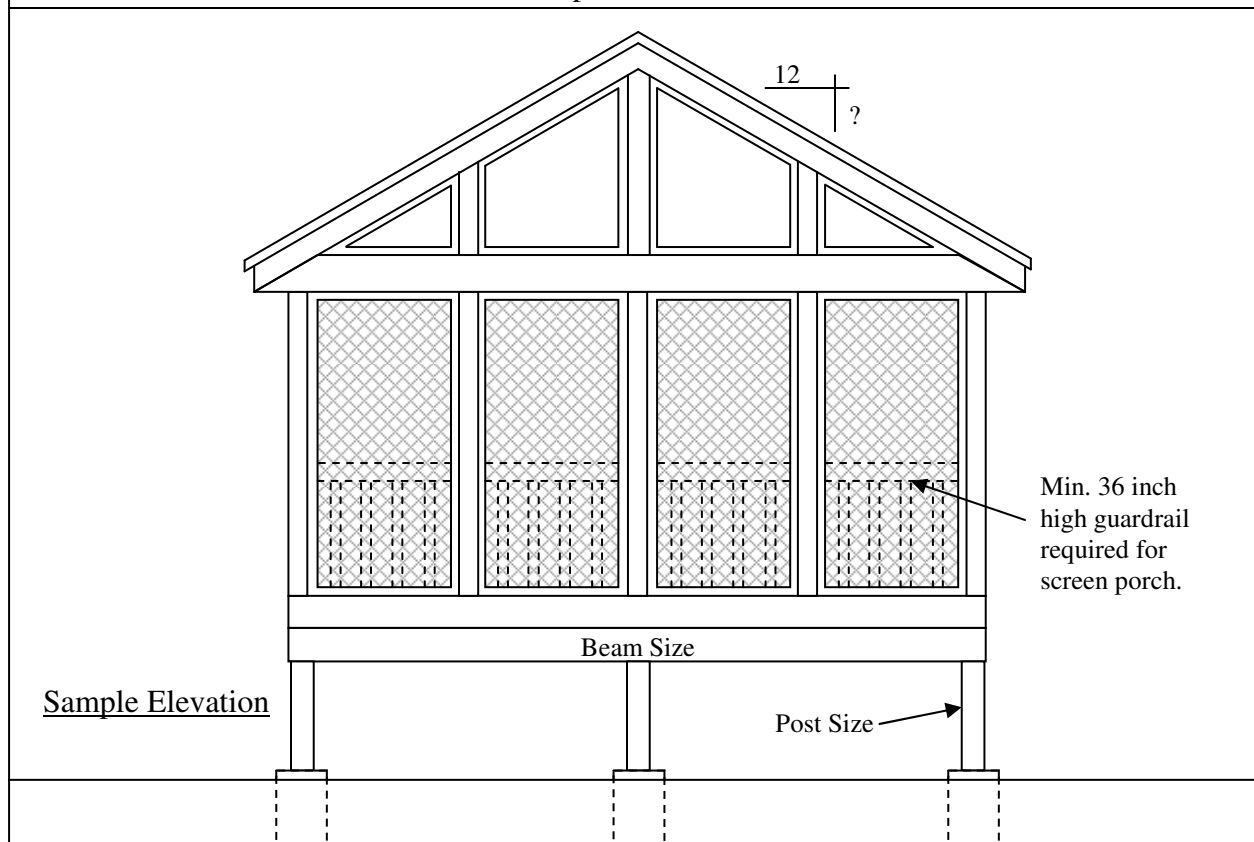 12
?
Min. 36 inch
high guardrail
required for
screen porch.
Beam Size
Sample Elevation
Post Size